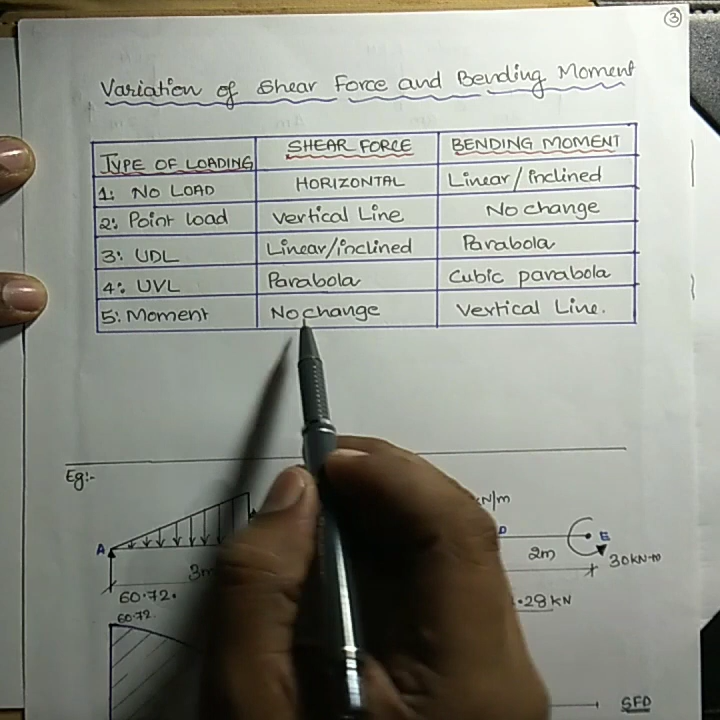 3
Variation of Shear Force and Bending Moment
TYPE OF LOADING SHEAR FORCE BENDING MOMENT
1: NO LOAD HORIZONTAL Linear/inclined
2: Point load Vertical Line No change
3: UDL Linear/inclined Parabola
4: UVL Parabola Cubic parabola
5: Moment No change Vertical Line.
Eg:-
N/m
A D E
3m 2m 30KN-m
60.72. .28 KN
60.72.
SFD